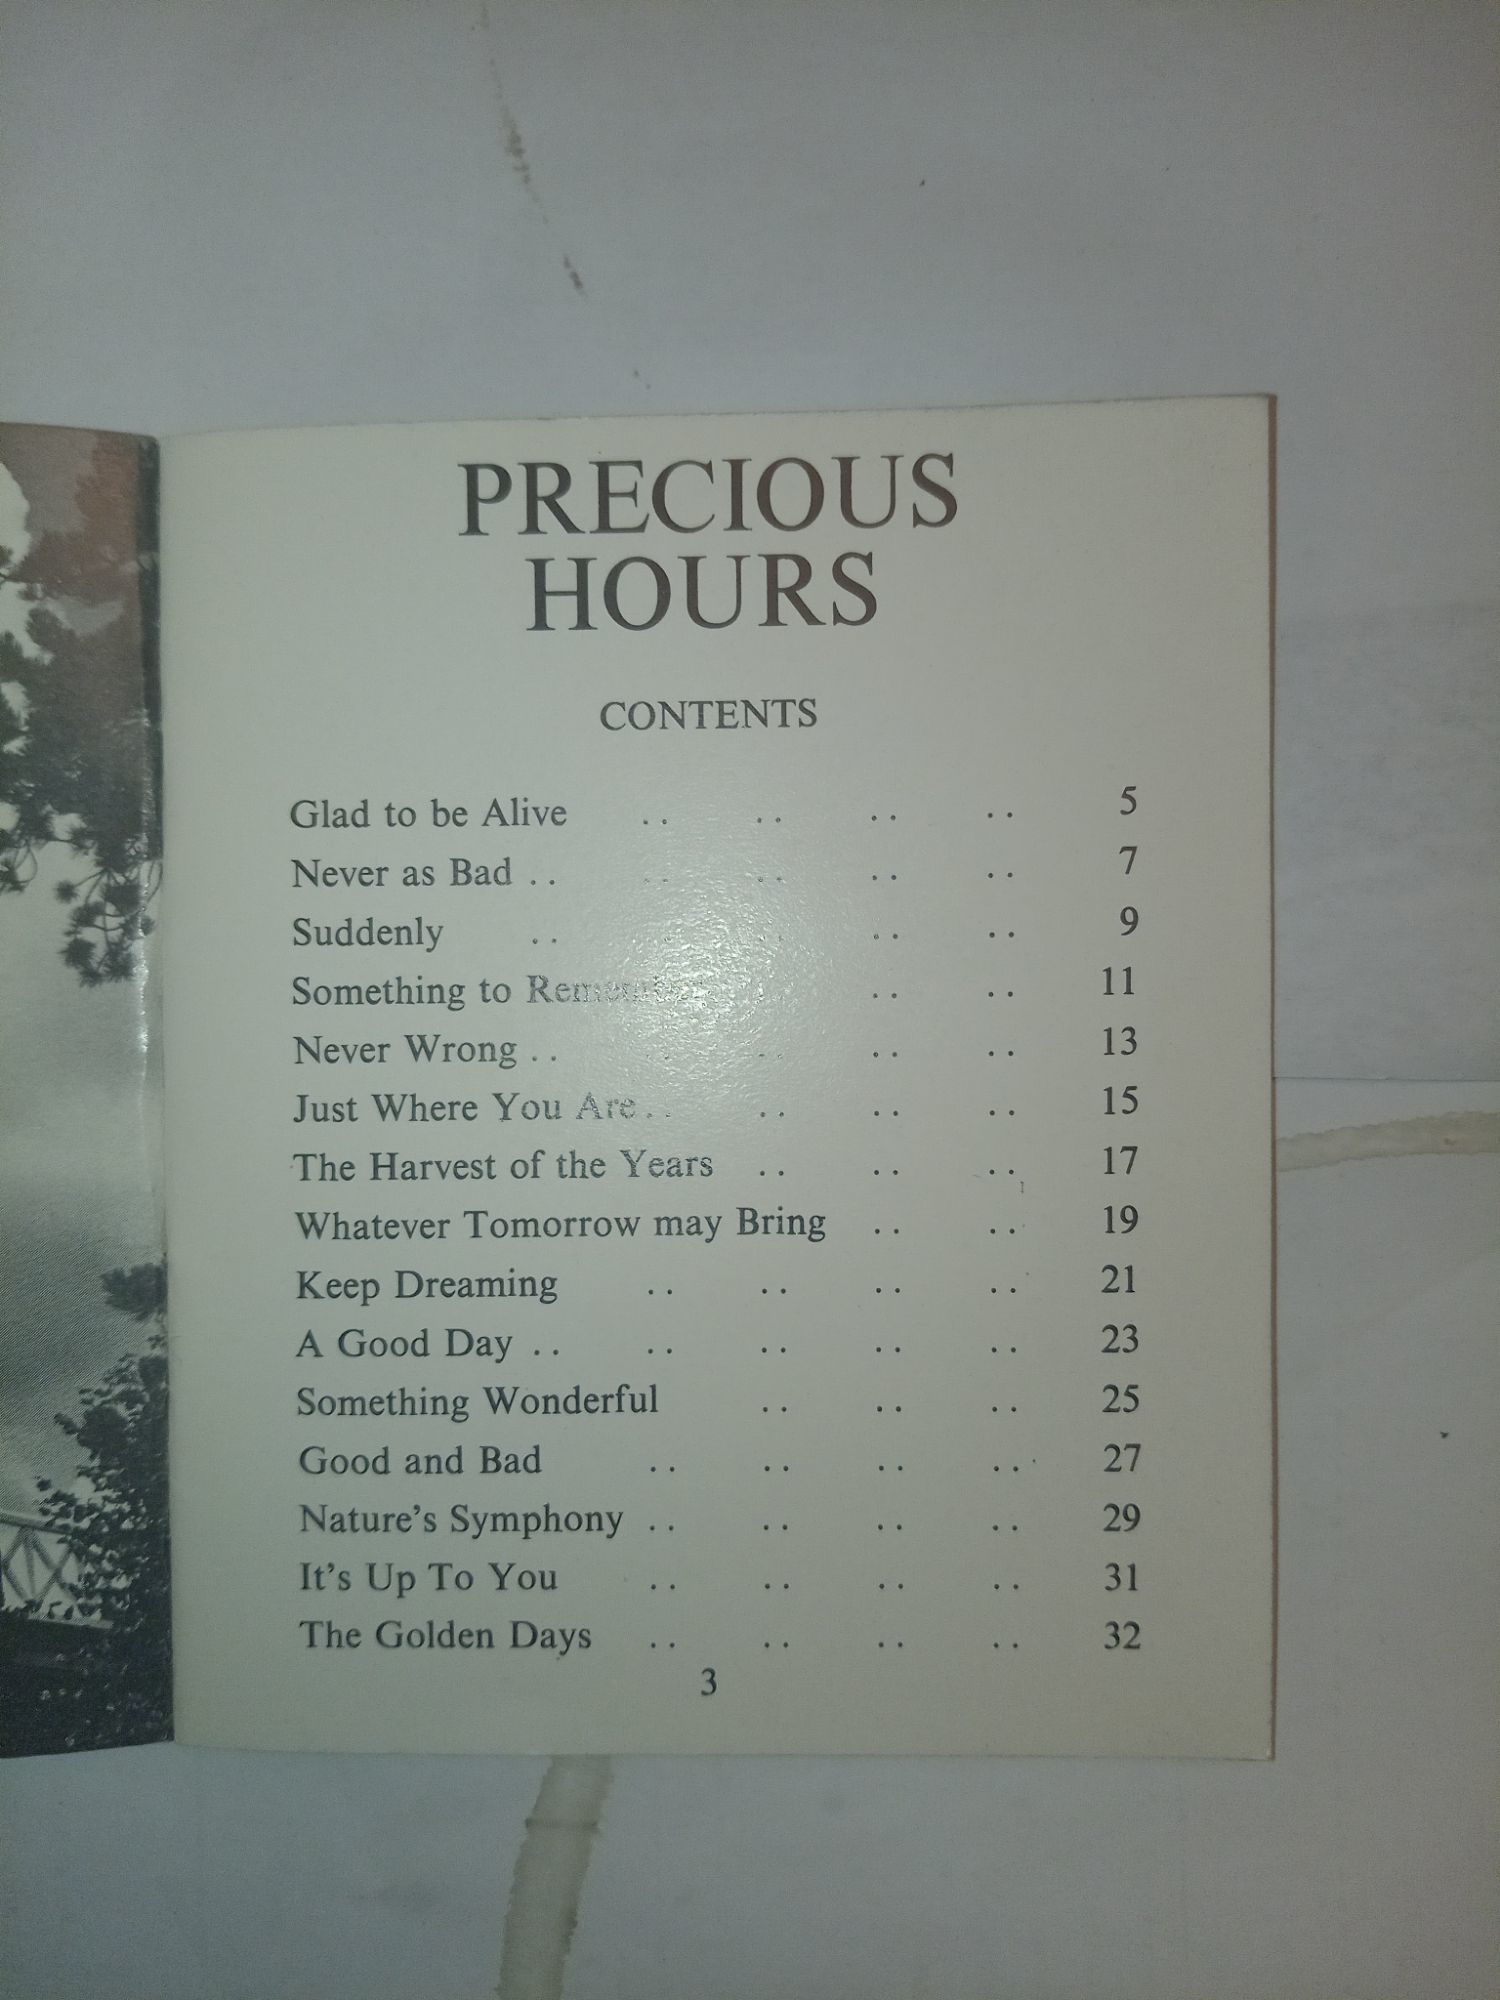 PRECIOUS
HOURS
CONTENTS
Glad to be Alive .. .. .. .. 5
Never as Bad .. .. .. .. .. 7
Suddenly .. .. .. .. .. 9
Something to Remember .. .. 11
Never Wrong .. .. .. .. .. 13
Just Where You Are .. .. .. .. 15
The Harvest of the Years .. .. .. 17
Whatever Tomorrow may Bring .. .. 19
Keep Dreaming .. .. .. .. 21
A Good Day .. .. .. .. .. 23
Something Wonderful .. .. .. 25
Good and Bad .. .. .. .. 27
Nature's Symphony .. .. .. .. 29
It's Up To You .. .. .. .. 31
The Golden Days .. .. .. .. 32
3